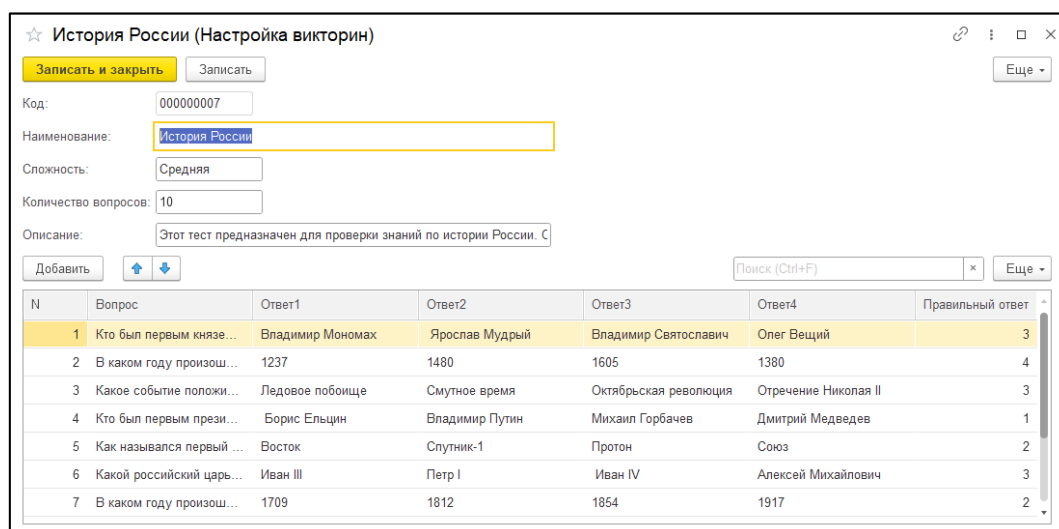 История России (Настройка викторин)
Записать и закрыть Записать Еще
Код: 000000007
Наименование: История России
Сложность: Средняя
Количество вопросов: 10
Описание: Этот тест предназначен для проверки знаний по истории России. С
Добавить Поиск (Ctrl+F) × Еще
N Вопрос Ответ1 Ответ2 Ответ3 Ответ4 Правильный ответ
1 Кто был первым князе... Владимир Мономах Ярослав Мудрый Владимир Святославич Олег Вещий 3
2 В каком году произош... 1237 1480 1605 1380 4
3 Какое событие положи... Ледовое побоище Смутное время Октябрьская революция Отречение Николая II 3
4 Кто был первым прези... Борис Ельцин Владимир Путин Михаил Горбачев Дмитрий Медведев 1
5 Как назывался первый ... Восток Спутник-1 Протон Союз 2
6 Какой российский царь... Иван III Петр I Иван IV Алексей Михайлович 3
7 В каком году произош... 1709 1812 1854 1917 2